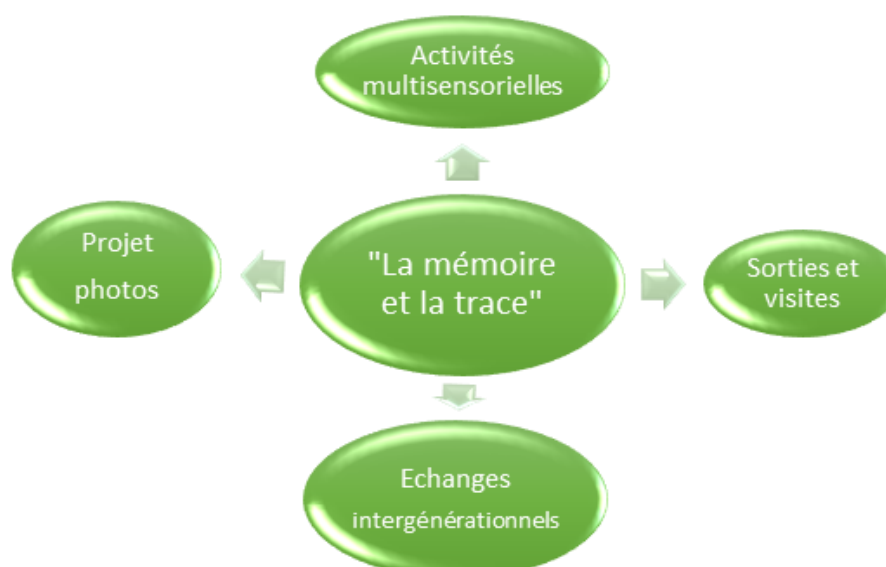 Activités
multisensorielles
Projet
photos
"La mémoire
et la trace"
Sorties et
visites
Echanges
intergénérationnels